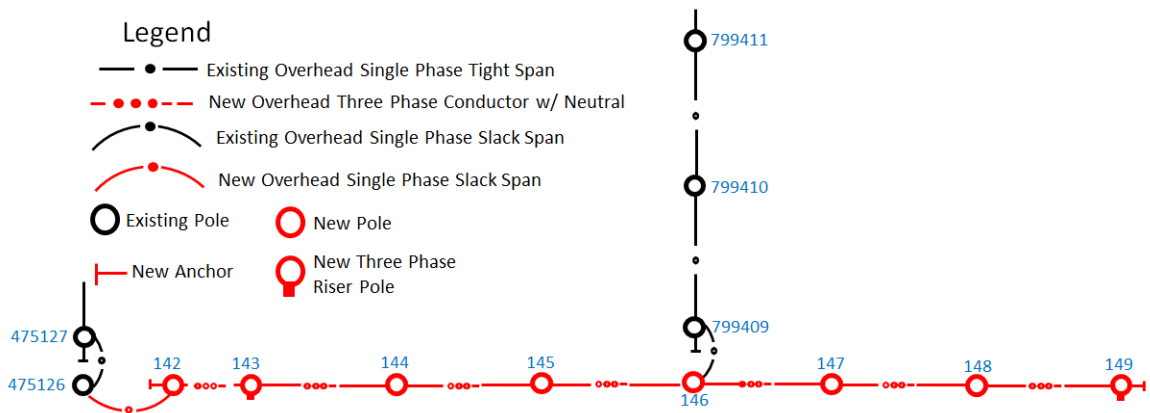 Legend
Existing Overhead Single Phase Tight Span
New Overhead Three Phase Conductor w/ Neutral
Existing Overhead Single Phase Slack Span
New Overhead Single Phase Slack Span
Existing Pole
New Pole
New Anchor
New Three Phase
Riser Pole
799411
799410
799409
475127
475126
142
143
144
145
146
147
148
149